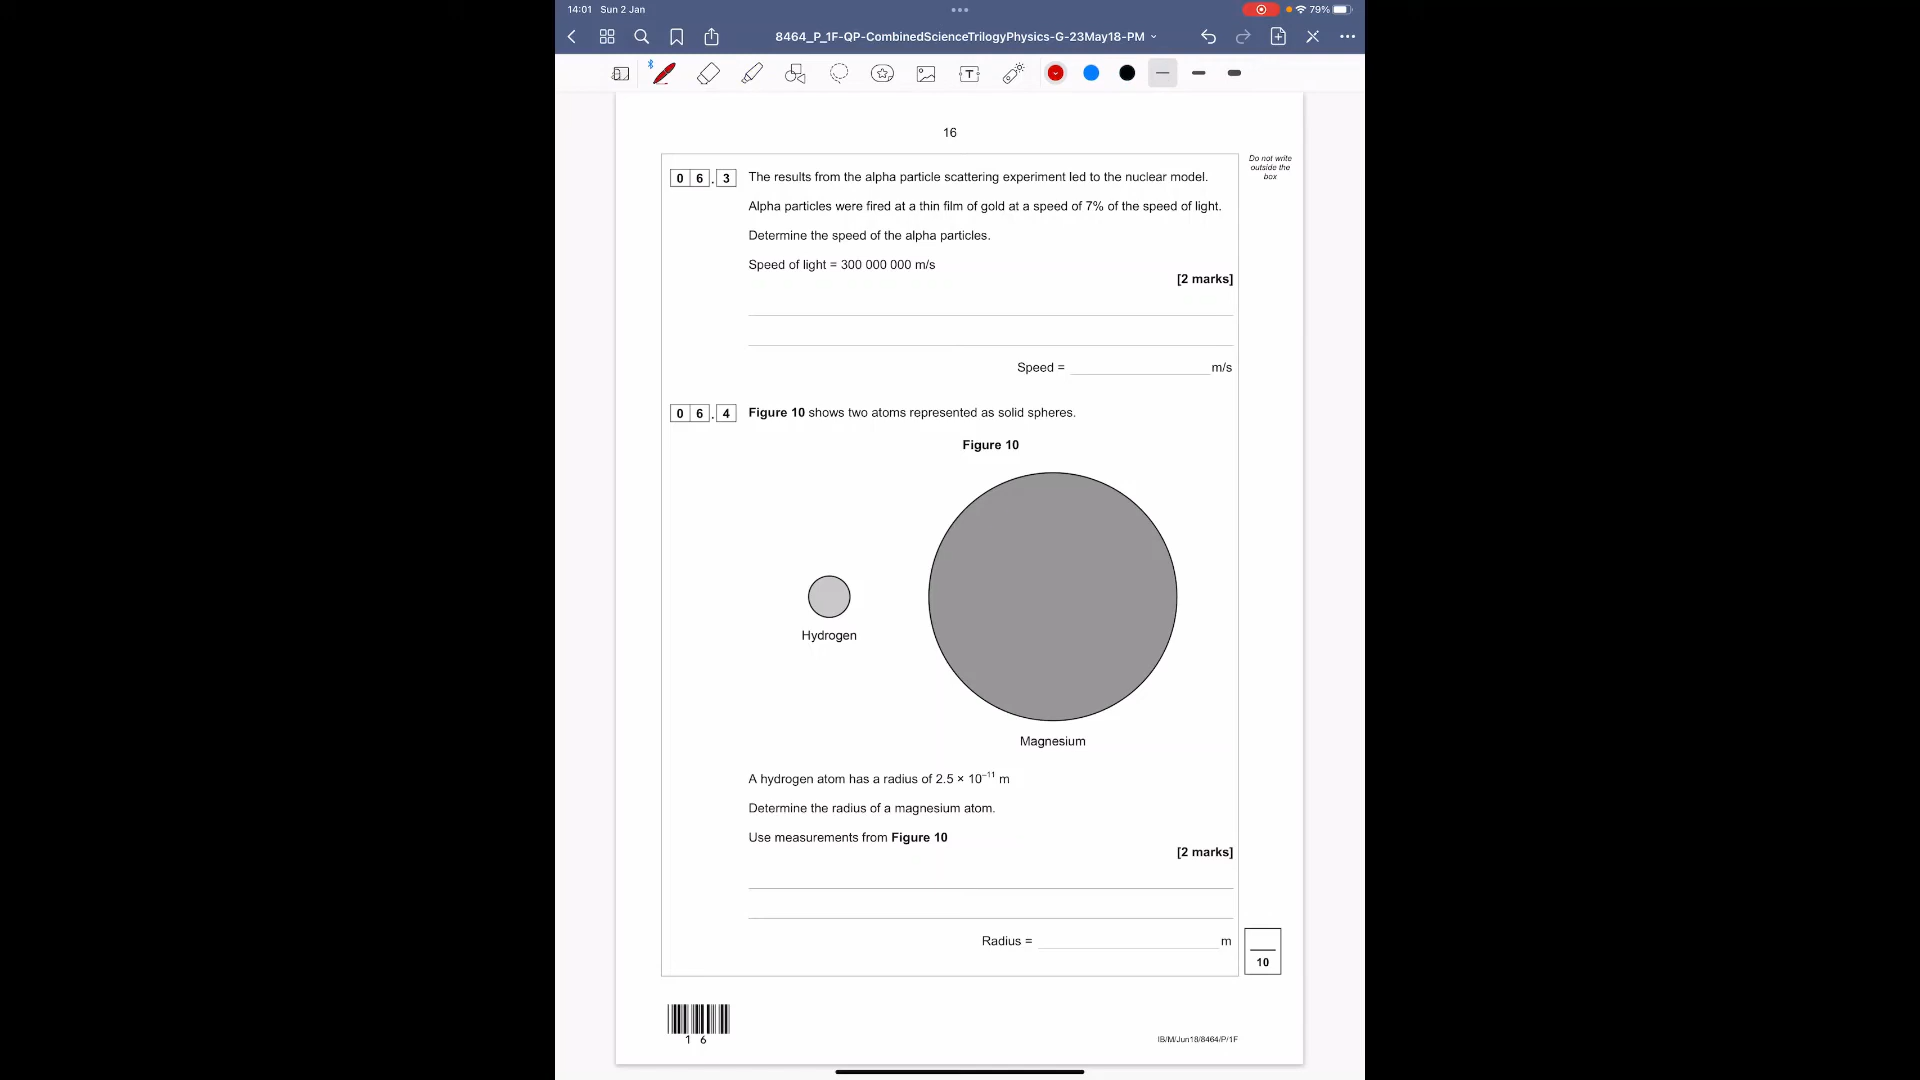 14:01 Sun 2 Jan
79%
8464_P_1F-QP-CombinedScienceTrilogyPhysics-G-23May18-PM
T
16
Do not write
outside the
box
0 6 . 3 The results from the alpha particle scattering experiment led to the nuclear model.
Alpha particles were fired at a thin film of gold at a speed of 7% of the speed of light.
Determine the speed of the alpha particles.
Speed of light = 300 000 000 m/s
[2 marks]
Speed = m/s
0 6 . 4 Figure 10 shows two atoms represented as solid spheres.
Figure 10
Hydrogen
Magnesium
A hydrogen atom has a radius of 2.5 × 10⁻¹¹ m
Determine the radius of a magnesium atom.
Use measurements from Figure 10
[2 marks]
Radius = m
10
1 6
IB/M/Jun18/8464/P/1F